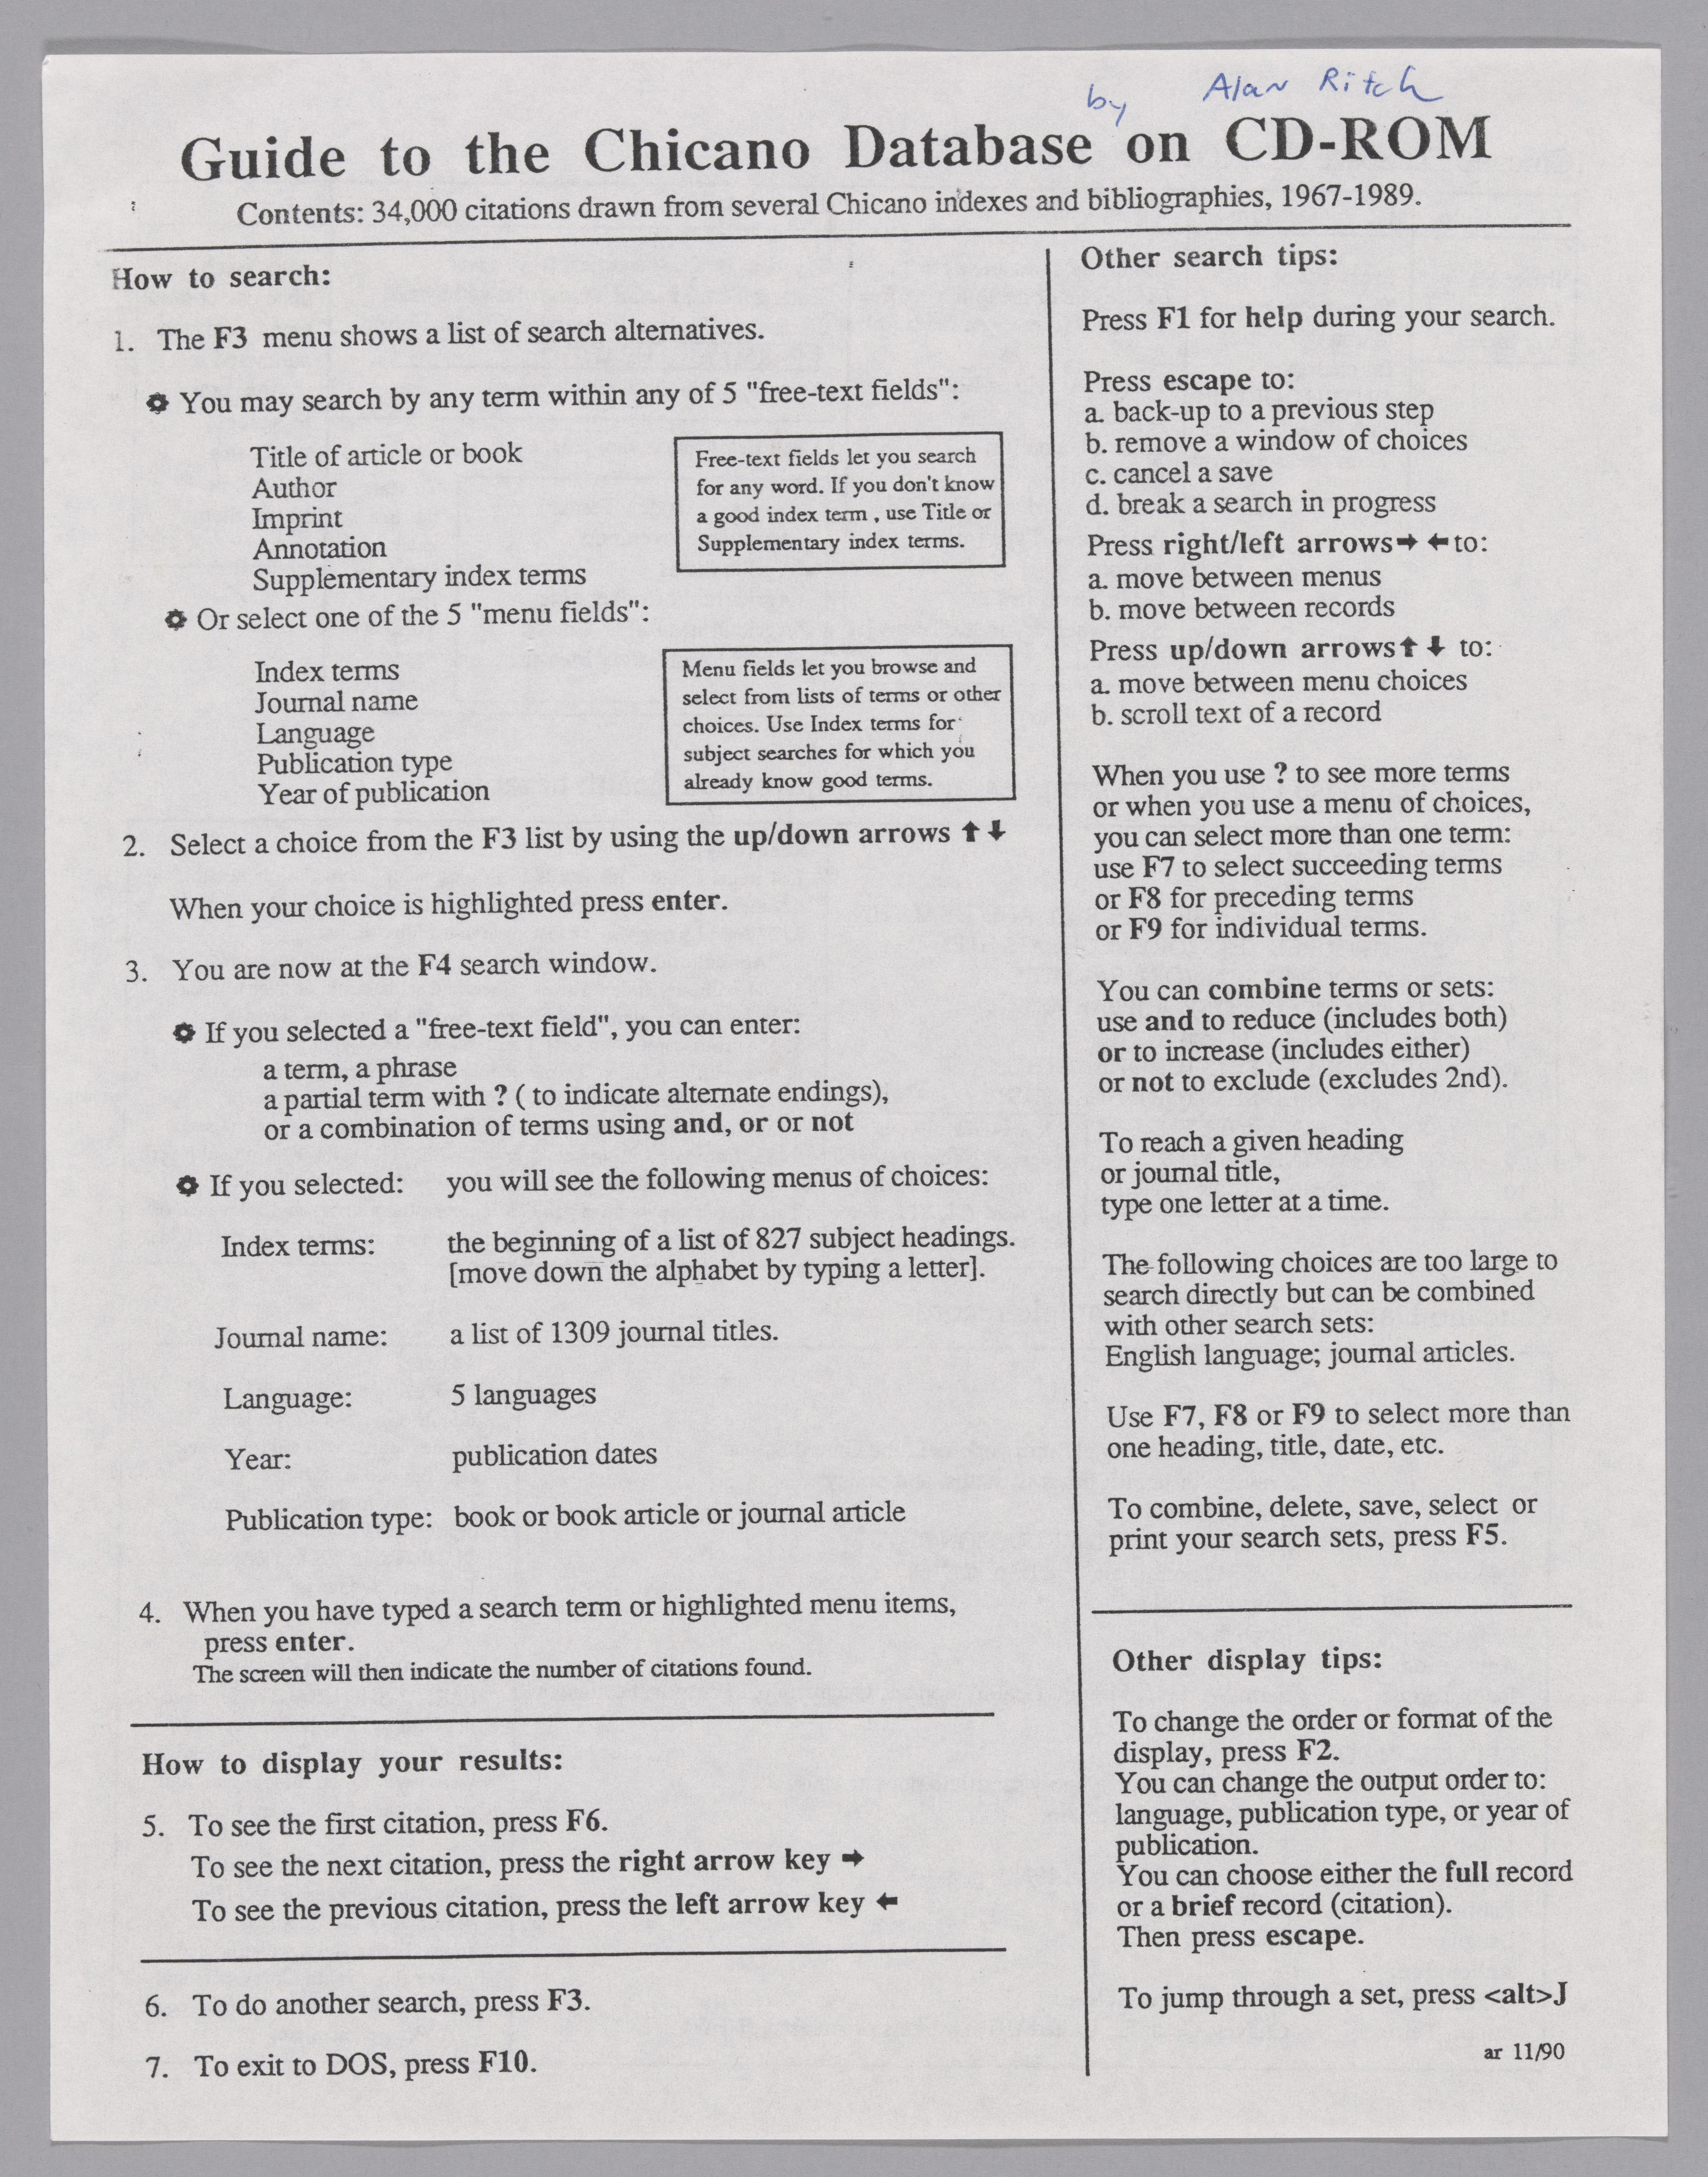 by Alan Ritch
Guide to the Chicano Database on CD-ROM
Contents: 34,000 citations drawn from several Chicano indexes and bibliographies, 1967-1989.
How to search:
1. The F3 menu shows a list of search alternatives.
You may search by any term within any of 5 "free-text fields":
Title of article or book
Author
Imprint
Annotation
Supplementary index terms
Free-text fields let you search
for any word. If you don't know
a good index term , use Title or
Supplementary index terms.
Or select one of the 5 "menu fields":
Index terms
Journal name
Language
Publication type
Year of publication
Menu fields let you browse and
select from lists of terms or other
choices. Use Index terms for
subject searches for which you
already know good terms.
2. Select a choice from the F3 list by using the up/down arrows ↑ ↓
When your choice is highlighted press enter.
3. You are now at the F4 search window.
If you selected a "free-text field", you can enter:
a term, a phrase
a partial term with ? ( to indicate alternate endings),
or a combination of terms using and, or or not
If you selected: you will see the following menus of choices:
Index terms: the beginning of a list of 827 subject headings.
[move down the alphabet by typing a letter].
Journal name: a list of 1309 journal titles.
Language: 5 languages
Year: publication dates
Publication type: book or book article or journal article
4. When you have typed a search term or highlighted menu items,
press enter.
The screen will then indicate the number of citations found.
How to display your results:
5. To see the first citation, press F6.
To see the next citation, press the right arrow key →
To see the previous citation, press the left arrow key ←
6. To do another search, press F3.
7. To exit to DOS, press F10.
Other search tips:
Press F1 for help during your search.
Press escape to:
a. back-up to a previous step
b. remove a window of choices
c. cancel a save
d. break a search in progress
Press right/left arrows→ ←to:
a. move between menus
b. move between records
Press up/down arrows↑ ↓ to:
a. move between menu choices
b. scroll text of a record
When you use ? to see more terms
or when you use a menu of choices,
you can select more than one term:
use F7 to select succeeding terms
or F8 for preceding terms
or F9 for individual terms.
You can combine terms or sets:
use and to reduce (includes both)
or to increase (includes either)
or not to exclude (excludes 2nd).
To reach a given heading
or journal title,
type one letter at a time.
The following choices are too large to
search directly but can be combined
with other search sets:
English language; journal articles.
Use F7, F8 or F9 to select more than
one heading, title, date, etc.
To combine, delete, save, select or
print your search sets, press F5.
Other display tips:
To change the order or format of the
display, press F2.
You can change the output order to:
language, publication type, or year of
publication.
You can choose either the full record
or a brief record (citation).
Then press escape.
To jump through a set, press <alt>J
ar 11/90